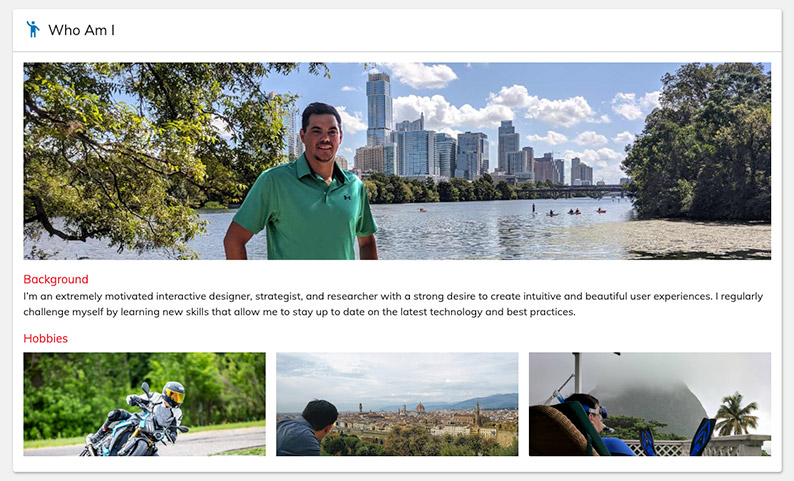 Who Am I
Background
I'm an extremely motivated interactive designer, strategist, and researcher with a strong desire to create intuitive and beautiful user experiences. I regularly
challenge myself by learning new skills that allow me to stay up to date on the latest technology and best practices.
Hobbies